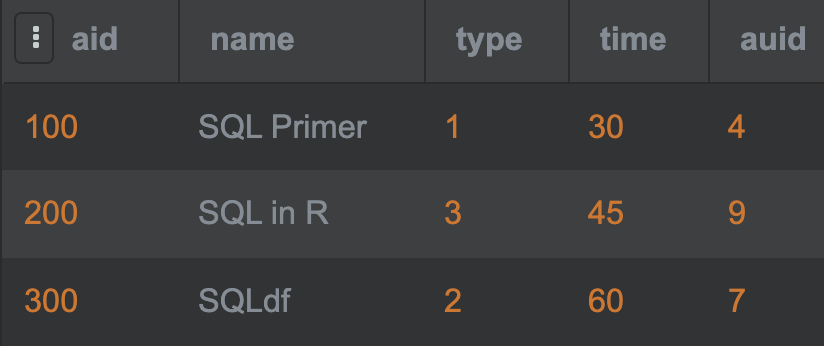 aid name type time auid
100 SQL Primer 1 30 4
200 SQL in R 3 45 9
300 SQLdf 2 60 7